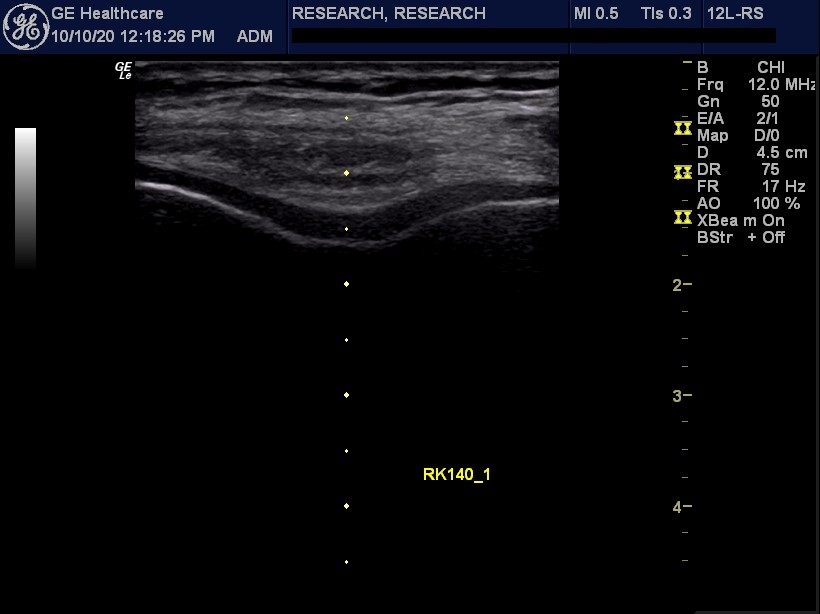 GE Healthcare
RESEARCH, RESEARCH
MI 0.5 TIs 0.3 12L-RS
10/10/20 12:18:26 PM ADM
GE
Le
B CHI
Frq 12.0 MHz
Gn 50
E/A 2/1
Map D/0
D 4.5 cm
DR 75
FR 17 Hz
AO 100 %
XBea m On
BStr + Off
2
3
RK140_1
4